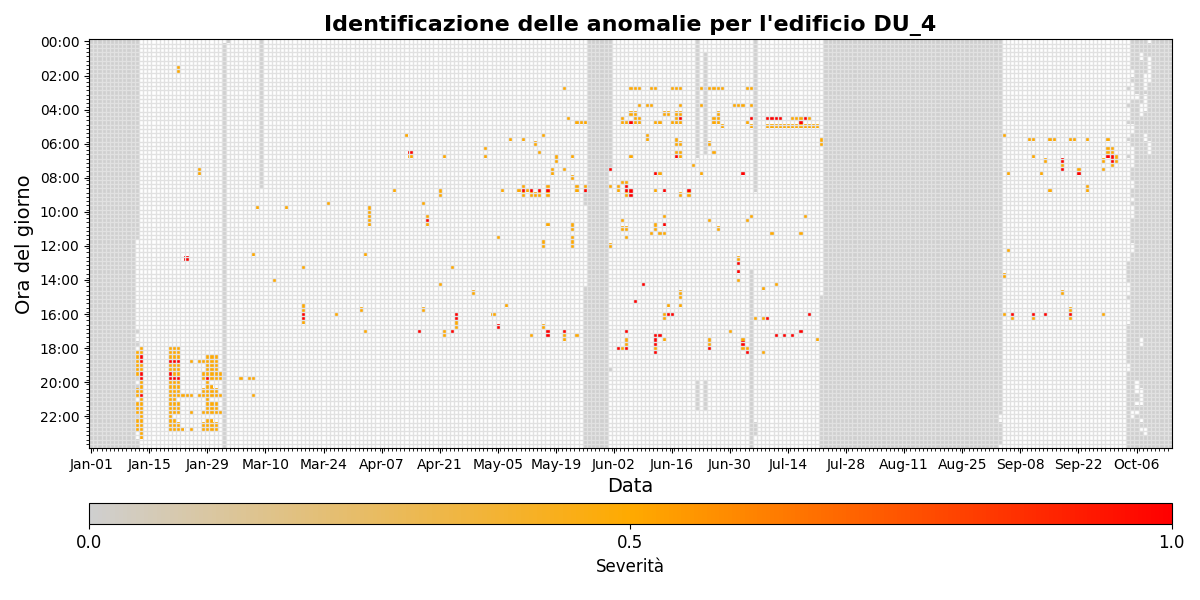 Identificazione delle anomalie per l'edificio DU_4
Ora del giorno
00:00
02:00
04:00
06:00
08:00
10:00
12:00
14:00
16:00
18:00
20:00
22:00
Jan-01 Jan-15 Jan-29 Mar-10 Mar-24 Apr-07 Apr-21 May-05 May-19 Jun-02 Jun-16 Jun-30 Jul-14 Jul-28 Aug-11 Aug-25 Sep-08 Sep-22 Oct-06
Data
0.0 0.5 1.0
Severità